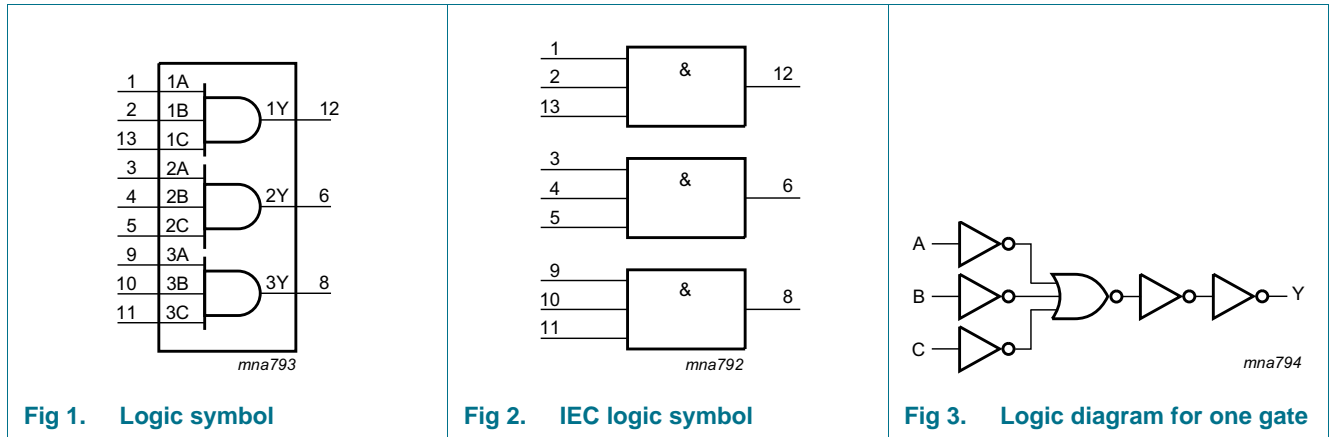 1 1A
2 1B 1Y 12
13 1C
3 2A
4 2B 2Y 6
5 2C
9 3A
10 3B 3Y 8
11 3C
mna793
Fig 1. Logic symbol
1 &
2 12
13
3 &
4 6
5
9 &
10 8
11
mna792
Fig 2. IEC logic symbol
A
B Y
C
mna794
Fig 3. Logic diagram for one gate